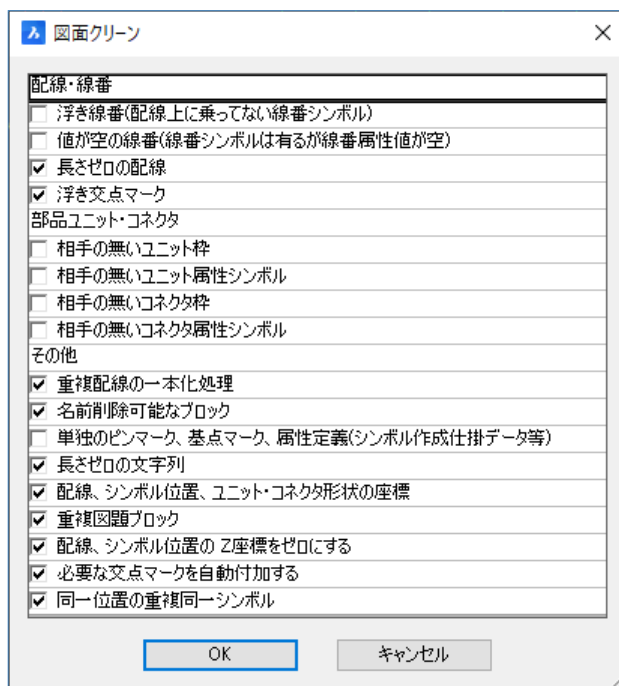 図面クリーン
配線・線番
浮き線番(配線上に乗ってない線番シンボル)
値が空の線番(線番シンボルは有るが線番属性値が空)
長さゼロの配線
浮き交点マーク
部品ユニット・コネクタ
相手の無いユニット枠
相手の無いユニット属性シンボル
相手の無いコネクタ枠
相手の無いコネクタ属性シンボル
その他
重複配線の一本化処理
名前削除可能なブロック
単独のピンマーク、基点マーク、属性定義(シンボル作成仕掛データ等)
長さゼロの文字列
配線、シンボル位置、ユニット・コネクタ形状の座標
重複図題ブロック
配線、シンボル位置の Z座標をゼロにする
必要な交点マークを自動付加する
同一位置の重複同一シンボル
OK キャンセル